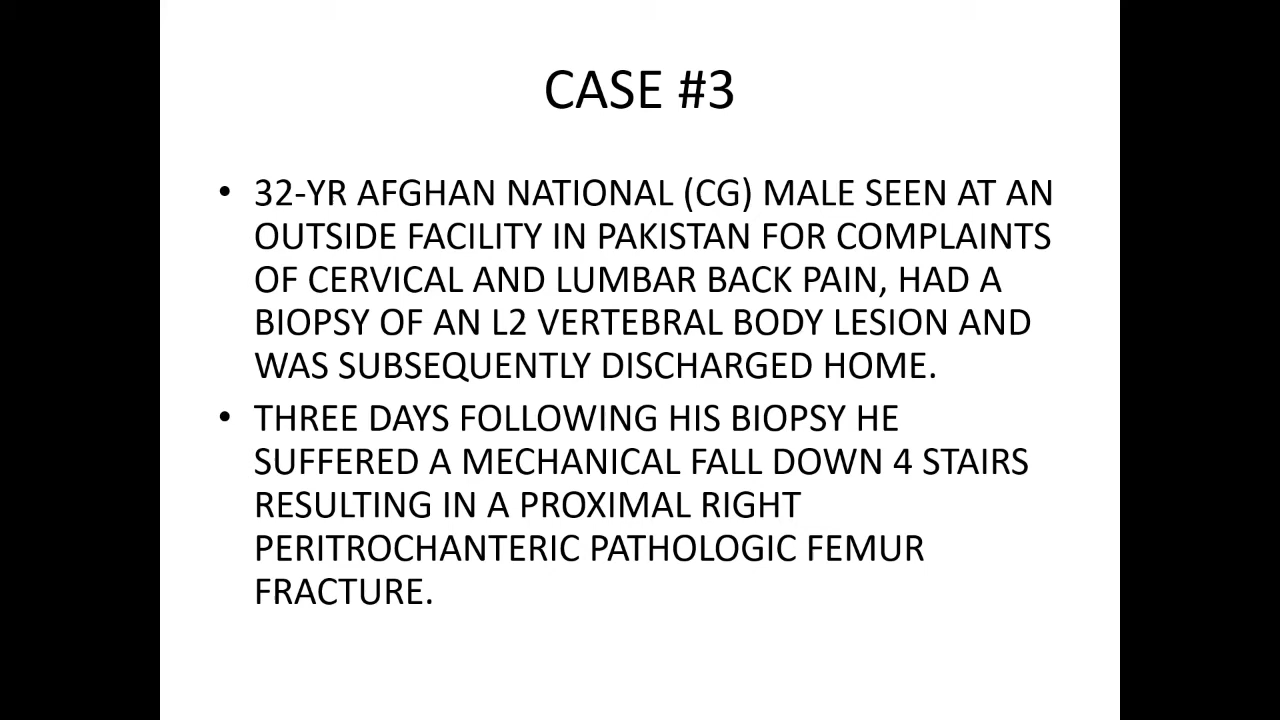 CASE #3
• 32-YR AFGHAN NATIONAL (CG) MALE SEEN AT AN
OUTSIDE FACILITY IN PAKISTAN FOR COMPLAINTS
OF CERVICAL AND LUMBAR BACK PAIN, HAD A
BIOPSY OF AN L2 VERTEBRAL BODY LESION AND
WAS SUBSEQUENTLY DISCHARGED HOME.
• THREE DAYS FOLLOWING HIS BIOPSY HE
SUFFERED A MECHANICAL FALL DOWN 4 STAIRS
RESULTING IN A PROXIMAL RIGHT
PERITROCHANTERIC PATHOLOGIC FEMUR
FRACTURE.